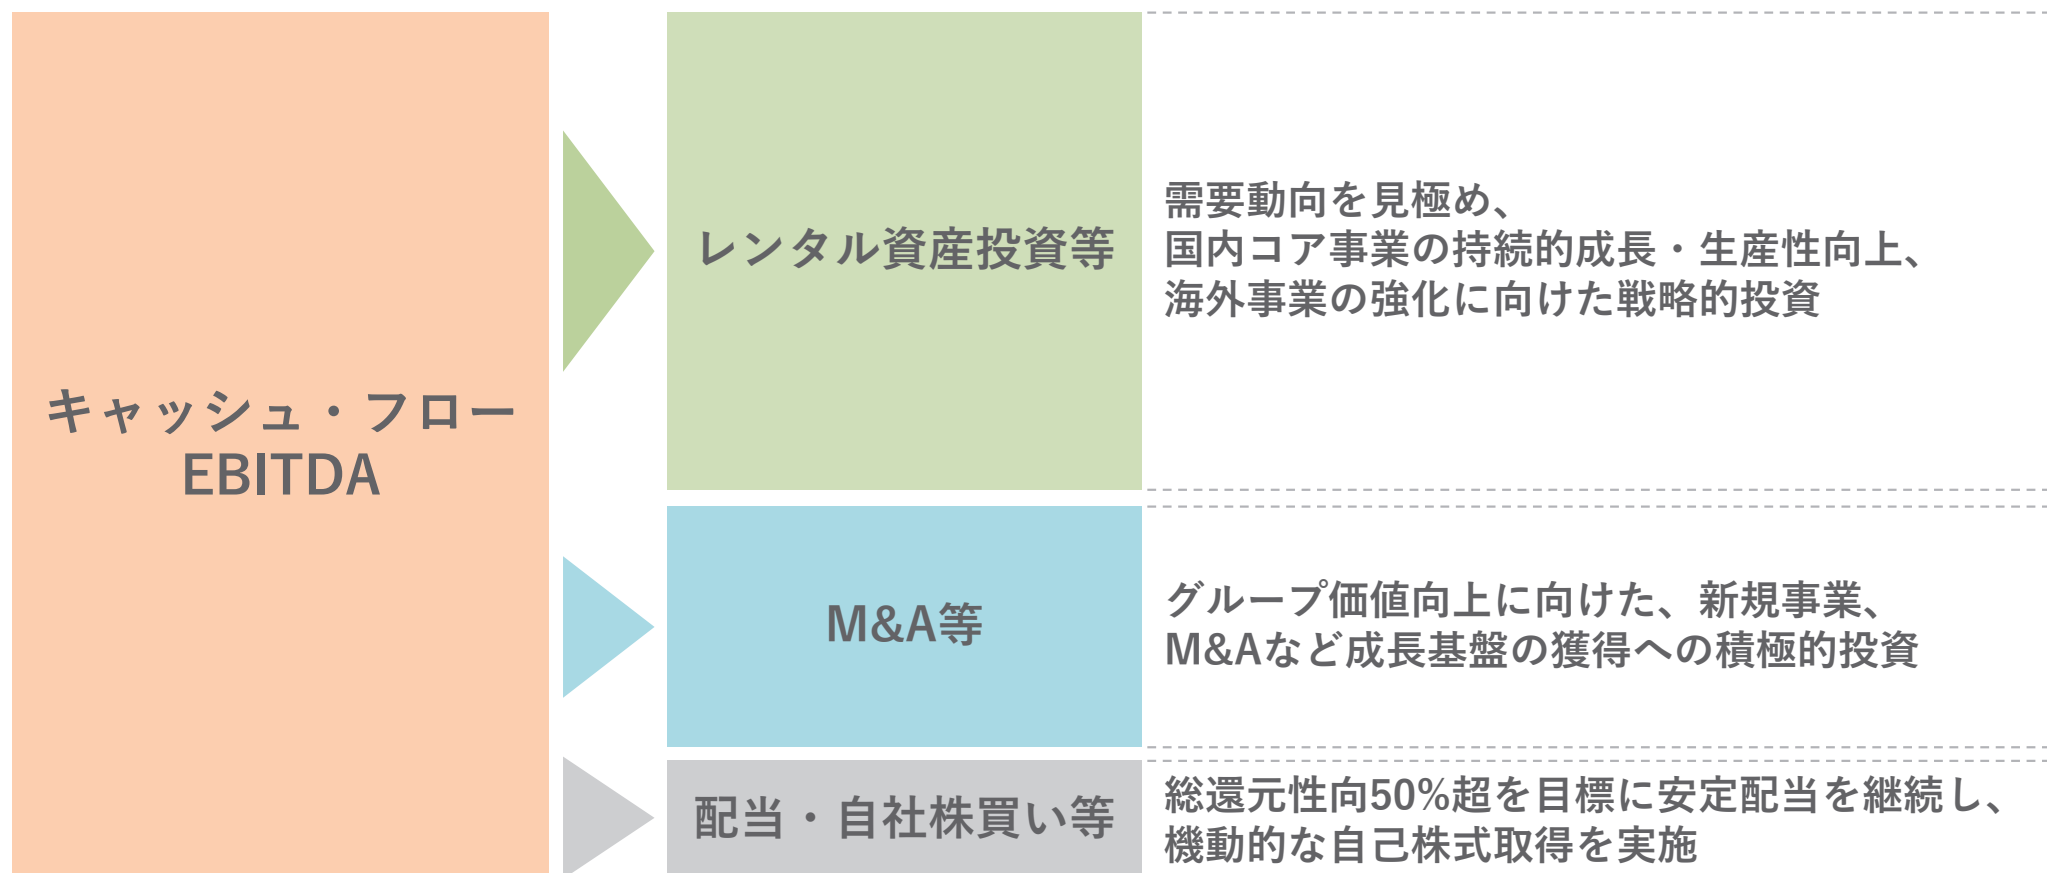 キャッシュ・フロー
EBITDA
レンタル資産投資等
需要動向を見極め、
国内コア事業の持続的成長・生産性向上、
海外事業の強化に向けた戦略的投資
M&A等
グループ価値向上に向けた、新規事業、
M&Aなど成長基盤の獲得への積極的投資
配当・自社株買い等
総還元性向50%超を目標に安定配当を継続し、
機動的な自己株式取得を実施